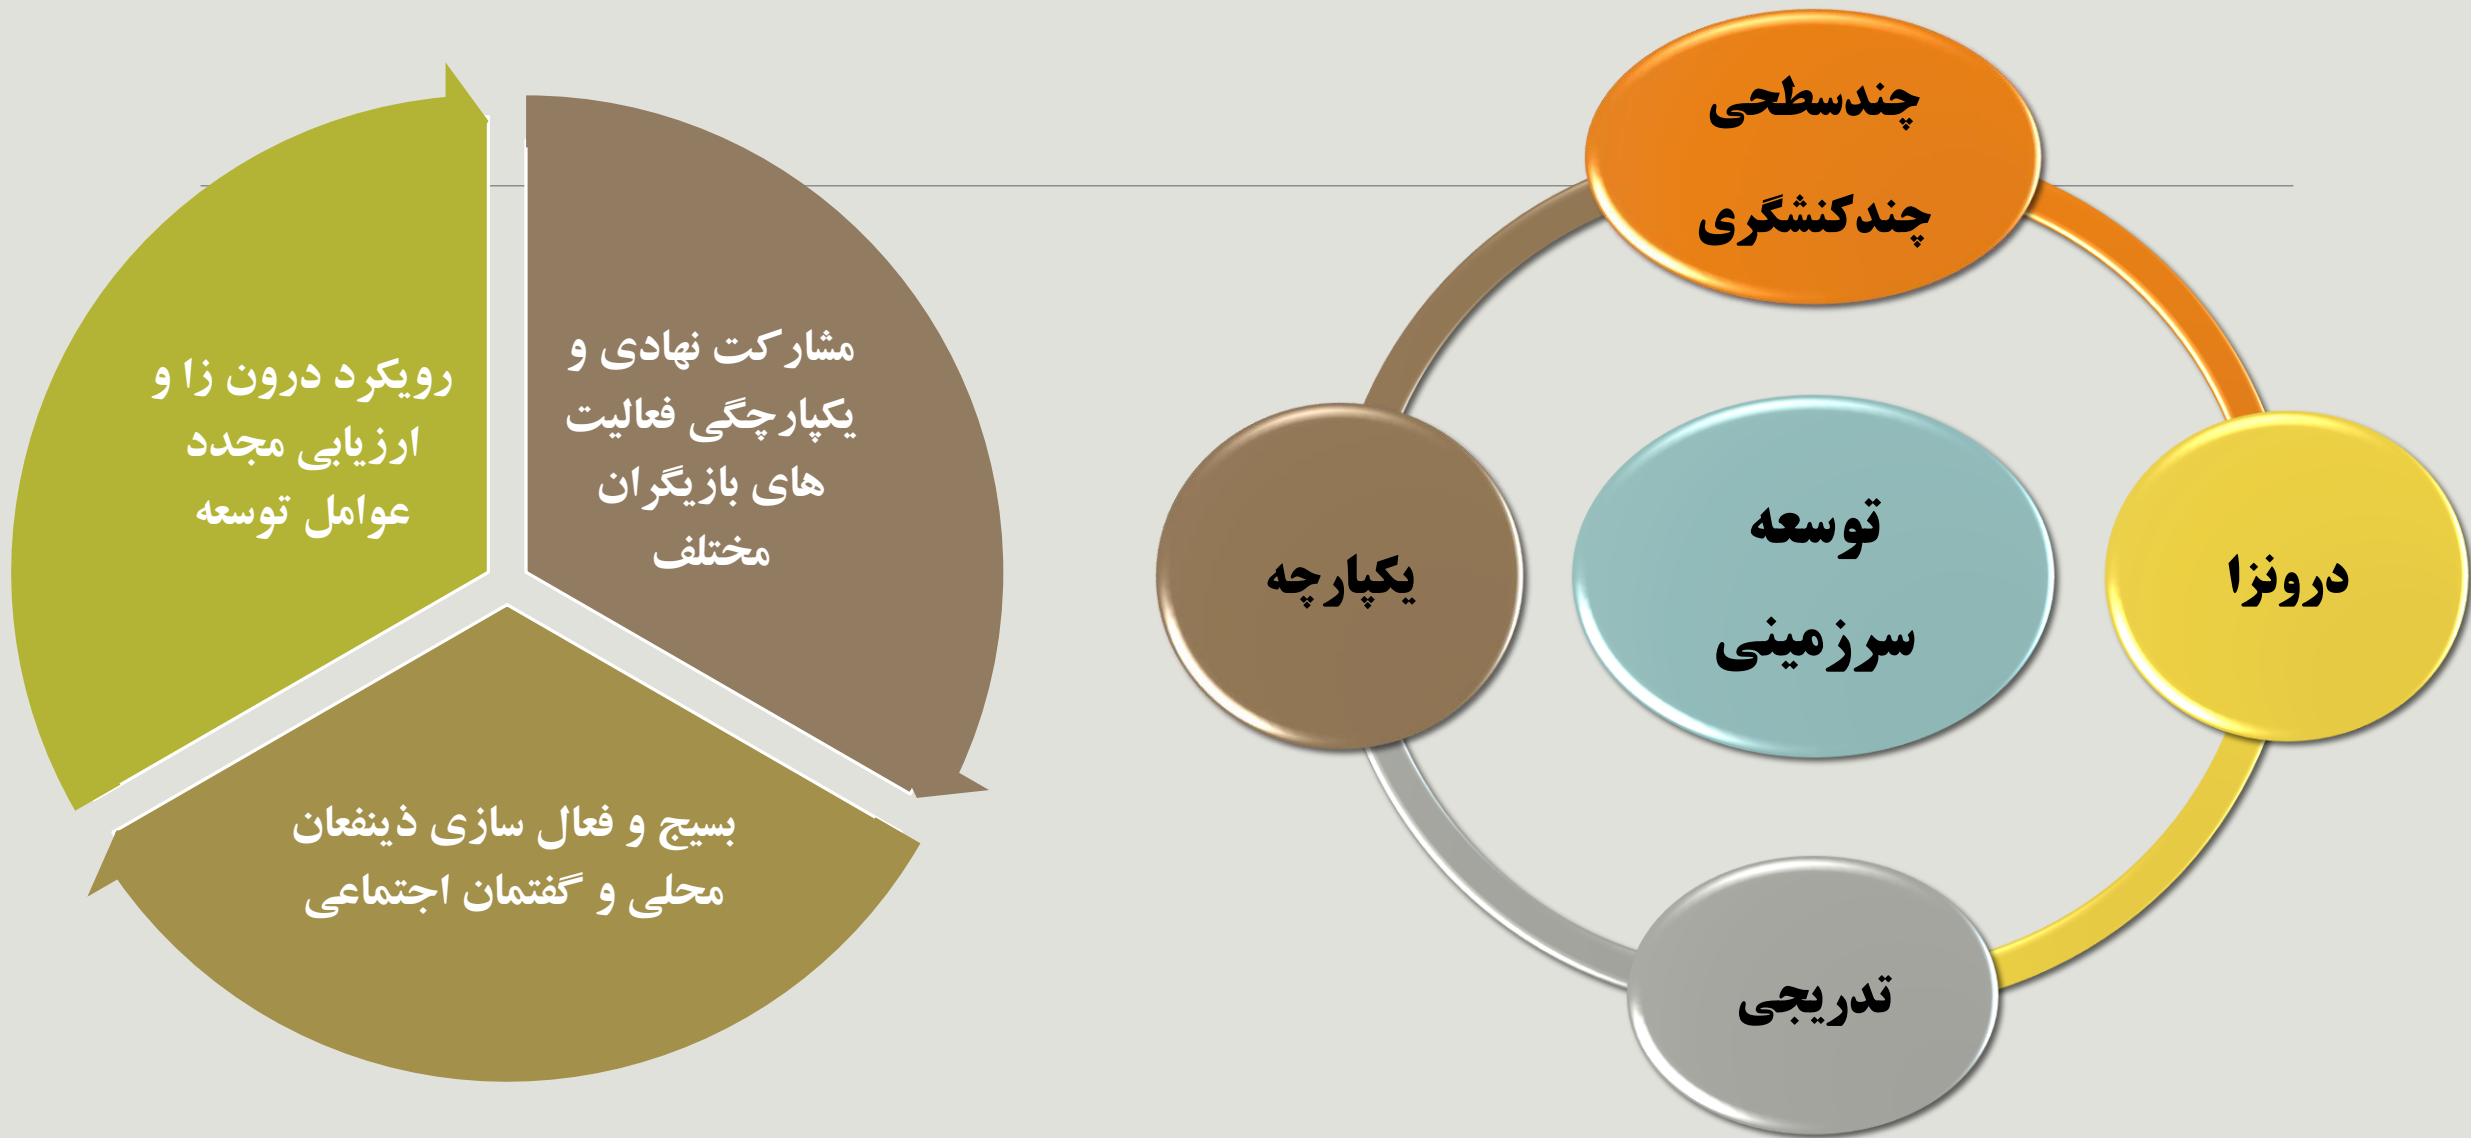 چندسطحی
چندکنشگری
درونزا
توسعه
سرزمینی
یکپارچه
تدریجی
مشارکت نهادی و
یکپارچگی فعالیت
های بازیگران
مختلف
رویکرد درون زا و
ارزیابی مجدد
عوامل توسعه
بسیج و فعال سازی ذینفعان
محلی و گفتمان اجتماعی